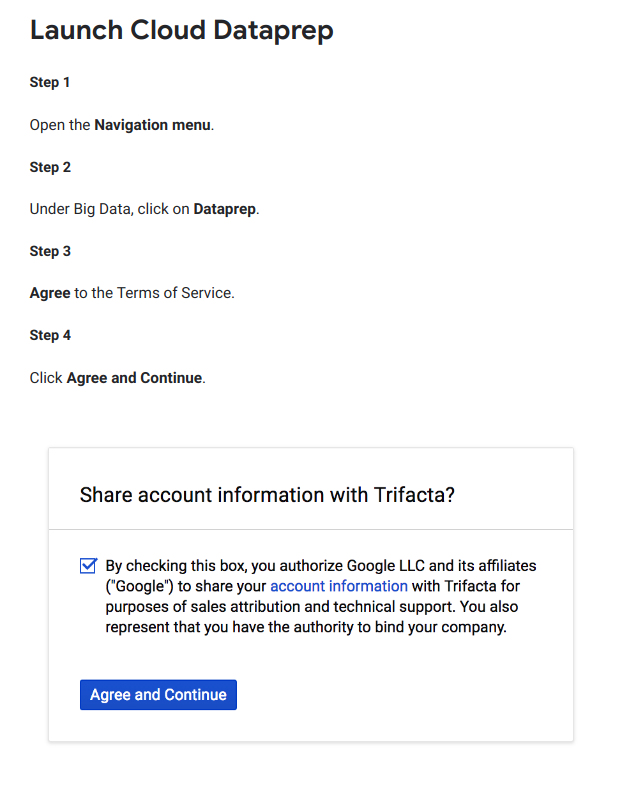 Launch Cloud Dataprep
Step 1
Open the Navigation menu.
Step 2
Under Big Data, click on Dataprep.
Step 3
Agree to the Terms of Service.
Step 4
Click Agree and Continue.
Share account information with Trifacta?
By checking this box, you authorize Google LLC and its affiliates
("Google") to share your account information with Trifacta for
purposes of sales attribution and technical support. You also
represent that you have the authority to bind your company.
Agree and Continue